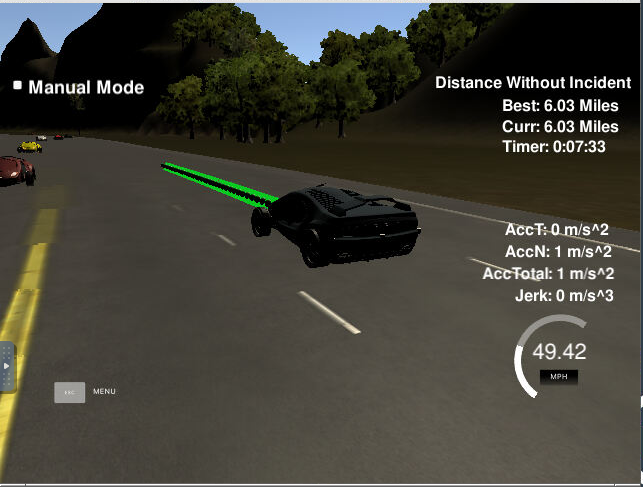 Manual Mode
Distance Without Incident
Best: 6.03 Miles
Curr: 6.03 Miles
Timer: 0:07:33
AccT: 0 m/s^2
AccN: 1 m/s^2
AccTotal: 1 m/s^2
Jerk: 0 m/s^3
49.42
MPH
ESC MENU